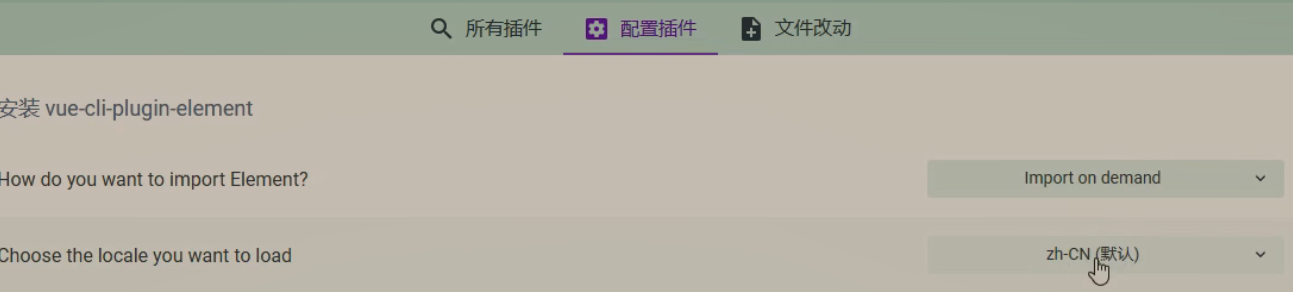 所有插件 配置插件 文件改动
安装 vue-cli-plugin-element
How do you want to import Element? Import on demand
Choose the locale you want to load zh-CN (默认)